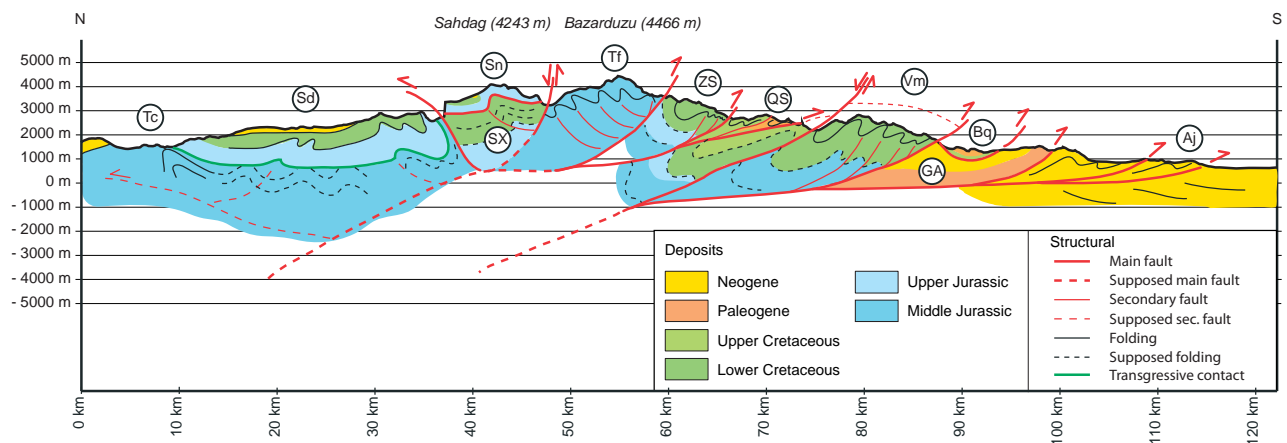 N
S
Sahdag (4243 m) Bazarduzu (4466 m)
5000 m
4000 m
3000 m
2000 m
1000 m
0 m
- 1000 m
- 2000 m
- 3000 m
- 4000 m
- 5000 m
Tc
Sd
Sn
SX
Tf
ZS
QS
Vm
Bq
GA
Aj
Deposits
Neogene
Paleogene
Upper Cretaceous
Lower Cretaceous
Upper Jurassic
Middle Jurassic
Structural
Main fault
Supposed main fault
Secondary fault
Supposed sec. fault
Folding
Supposed folding
Transgressive contact
0 km
10 km
20 km
30 km
40 km
50 km
60 km
70 km
80 km
90 km
100 km
110 km
120 km